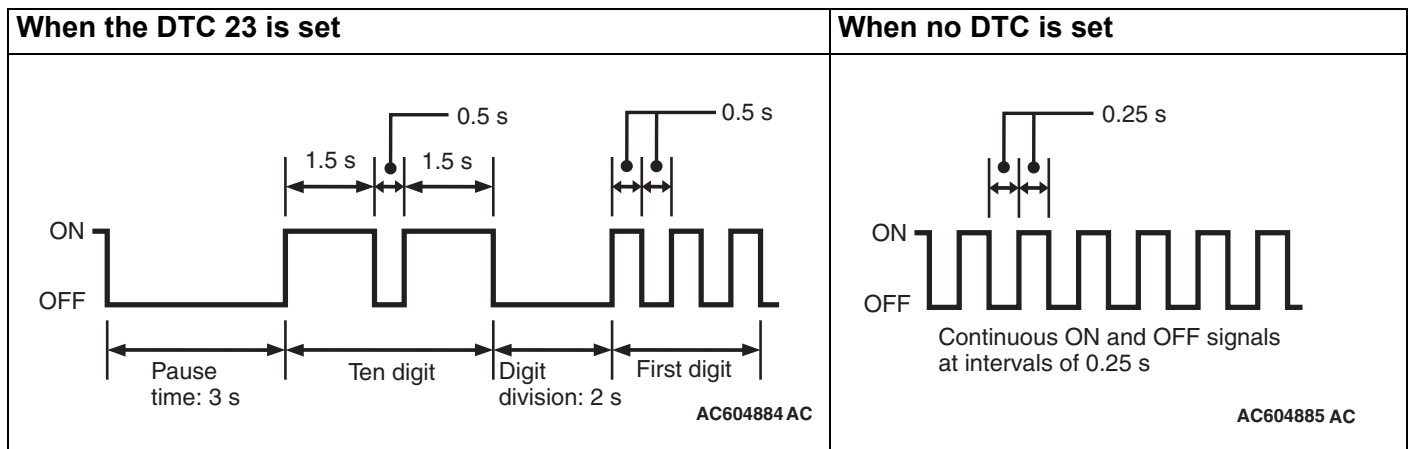 When the DTC 23 is set
When no DTC is set
0.5 s
0.5 s
1.5 s
1.5 s
ON
OFF
Pause
time: 3 s
Ten digit
Digit
division: 2 s
First digit
AC604884 AC
0.25 s
ON
OFF
Continuous ON and OFF signals
at intervals of 0.25 s
AC604885 AC